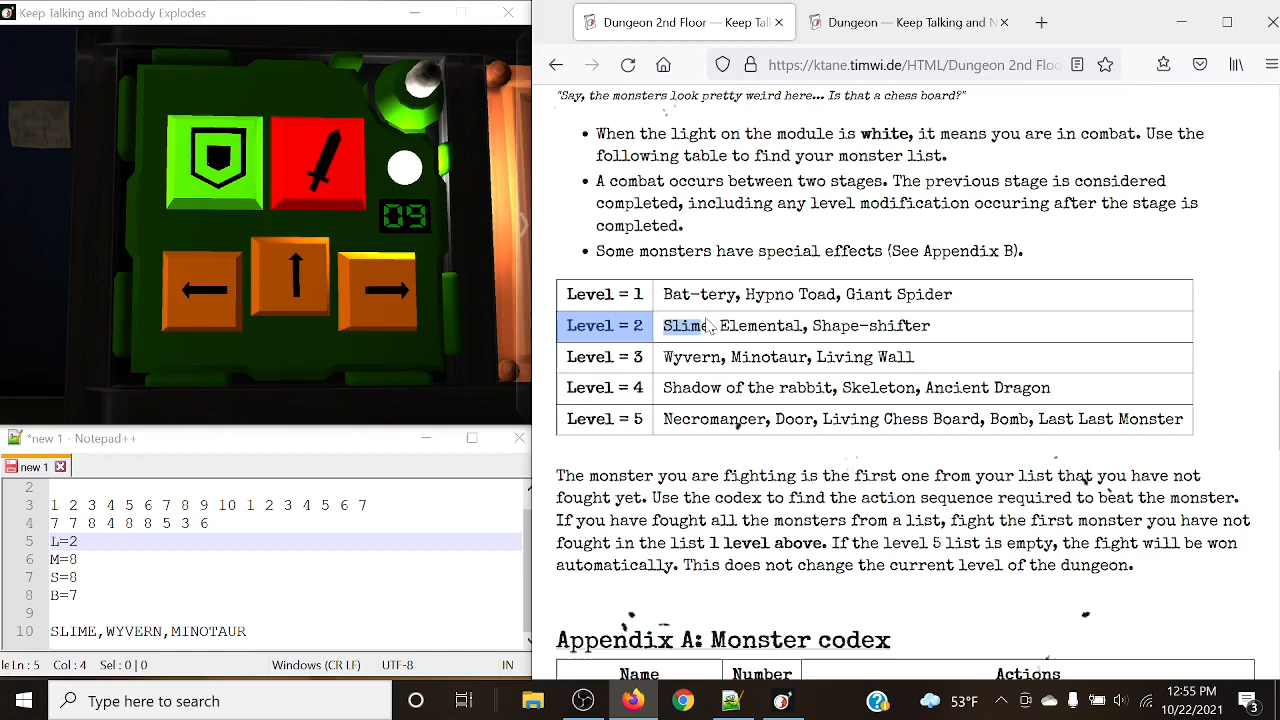 Keep Talking and Nobody Explodes
09
*new 1 - Notepad++
new 1
2
3 1 2 3 4 5 6 7 8 9 10 1 2 3 4 5 6 7
4 7 7 8 4 8 8 5 3 6
5 L=2
6 M=8
7 S=8
8 B=7
9
10 SLIME,WYVERN,MINOTAUR
le Ln : 5 Col : 4 Sel : 0 | 0 Windows (CR LF) UTF-8 IN
Dungeon 2nd Floor — Keep Talking
Dungeon — Keep Talking and N
https://ktane.timwi.de/HTML/Dungeon 2nd Floo
"Say, the monsters look pretty weird here... Is that a chess board?"
• When the light on the module is white, it means you are in combat. Use the
following table to find your monster list.
• A combat occurs between two stages. The previous stage is considered
completed, including any level modification occuring after the stage is
completed.
• Some monsters have special effects (See Appendix B).
Level = 1 Bat-tery, Hypno Toad, Giant Spider
Level = 2 Slime, Elemental, Shape-shifter
Level = 3 Wyvern, Minotaur, Living Wall
Level = 4 Shadow of the rabbit, Skeleton, Ancient Dragon
Level = 5 Necromancer, Door, Living Chess Board, Bomb, Last Last Monster
The monster you are fighting is the first one from your list that you have not
fought yet. Use the codex to find the action sequence required to beat the monster.
If you have fought all the monsters from a list, fight the first monster you have not
fought in the list 1 level above. If the level 5 list is empty, the fight will be won
automatically. This does not change the current level of the dungeon.
Appendix A: Monster codex
Name Number Actions
Type here to search
53°F
12:55 PM
10/22/2021
3